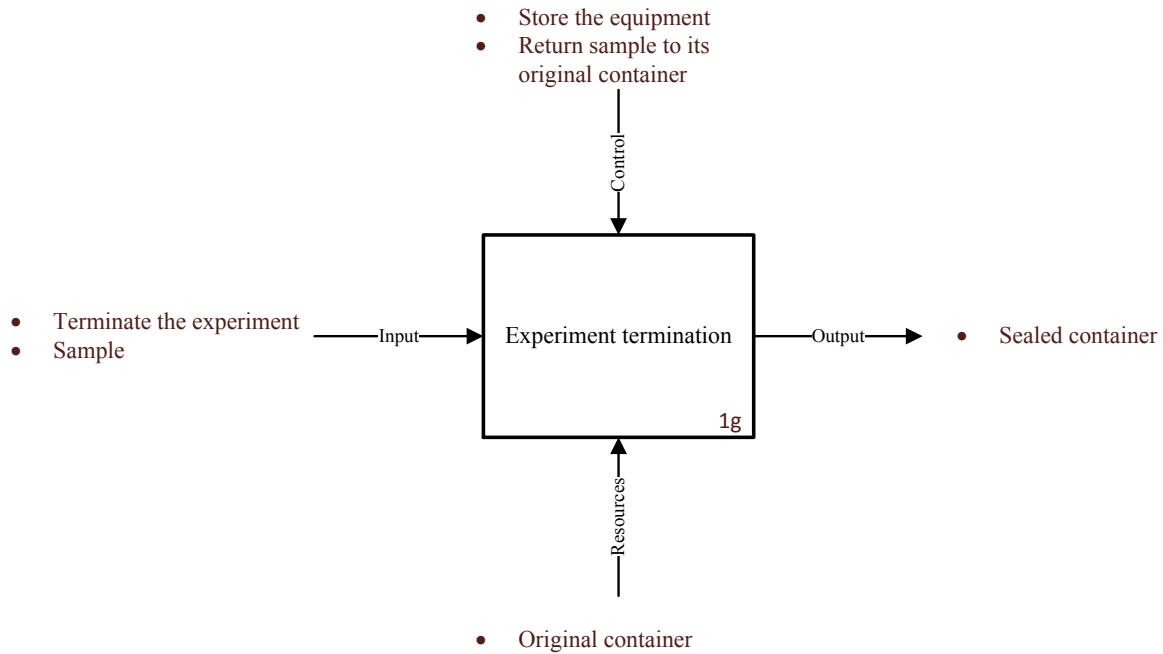 • Store the equipment
• Return sample to its
original container
Control
• Terminate the experiment
• Sample
Input
Experiment termination
1g
Output
• Sealed container
Resources
• Original container